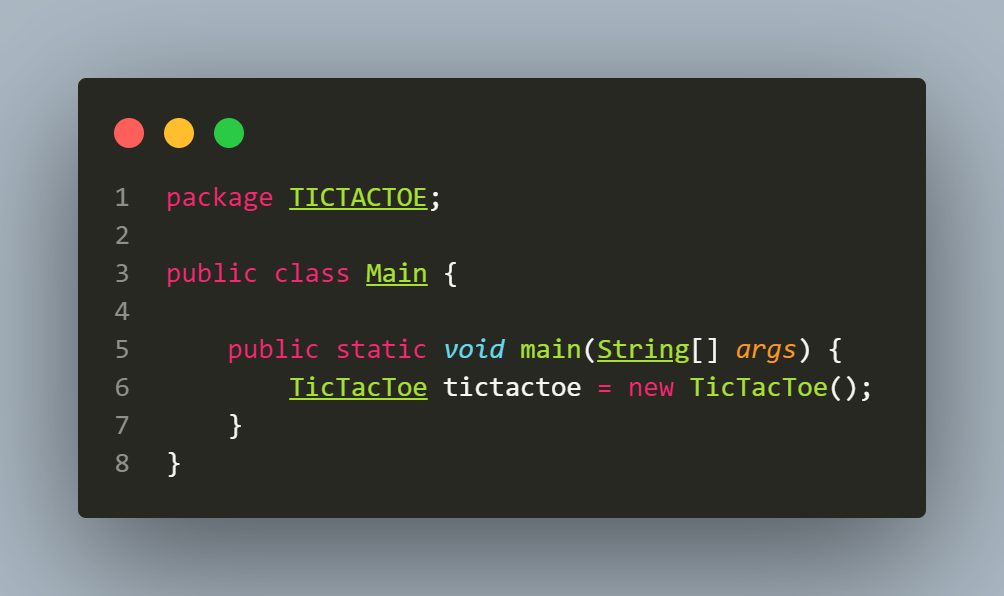 1 package TICTACTOE;
2
3 public class Main {
4
5     public static void main(String[] args) {
6         TicTacToe tictactoe = new TicTacToe();
7     }
8 }